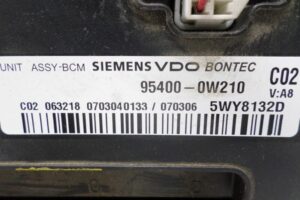 UNIT ASSY-BCM SIEMENS VDO BONTEC
95400-0W210 C02
V:A8
C02 063218 0703040133 / 070306 5WY8132D